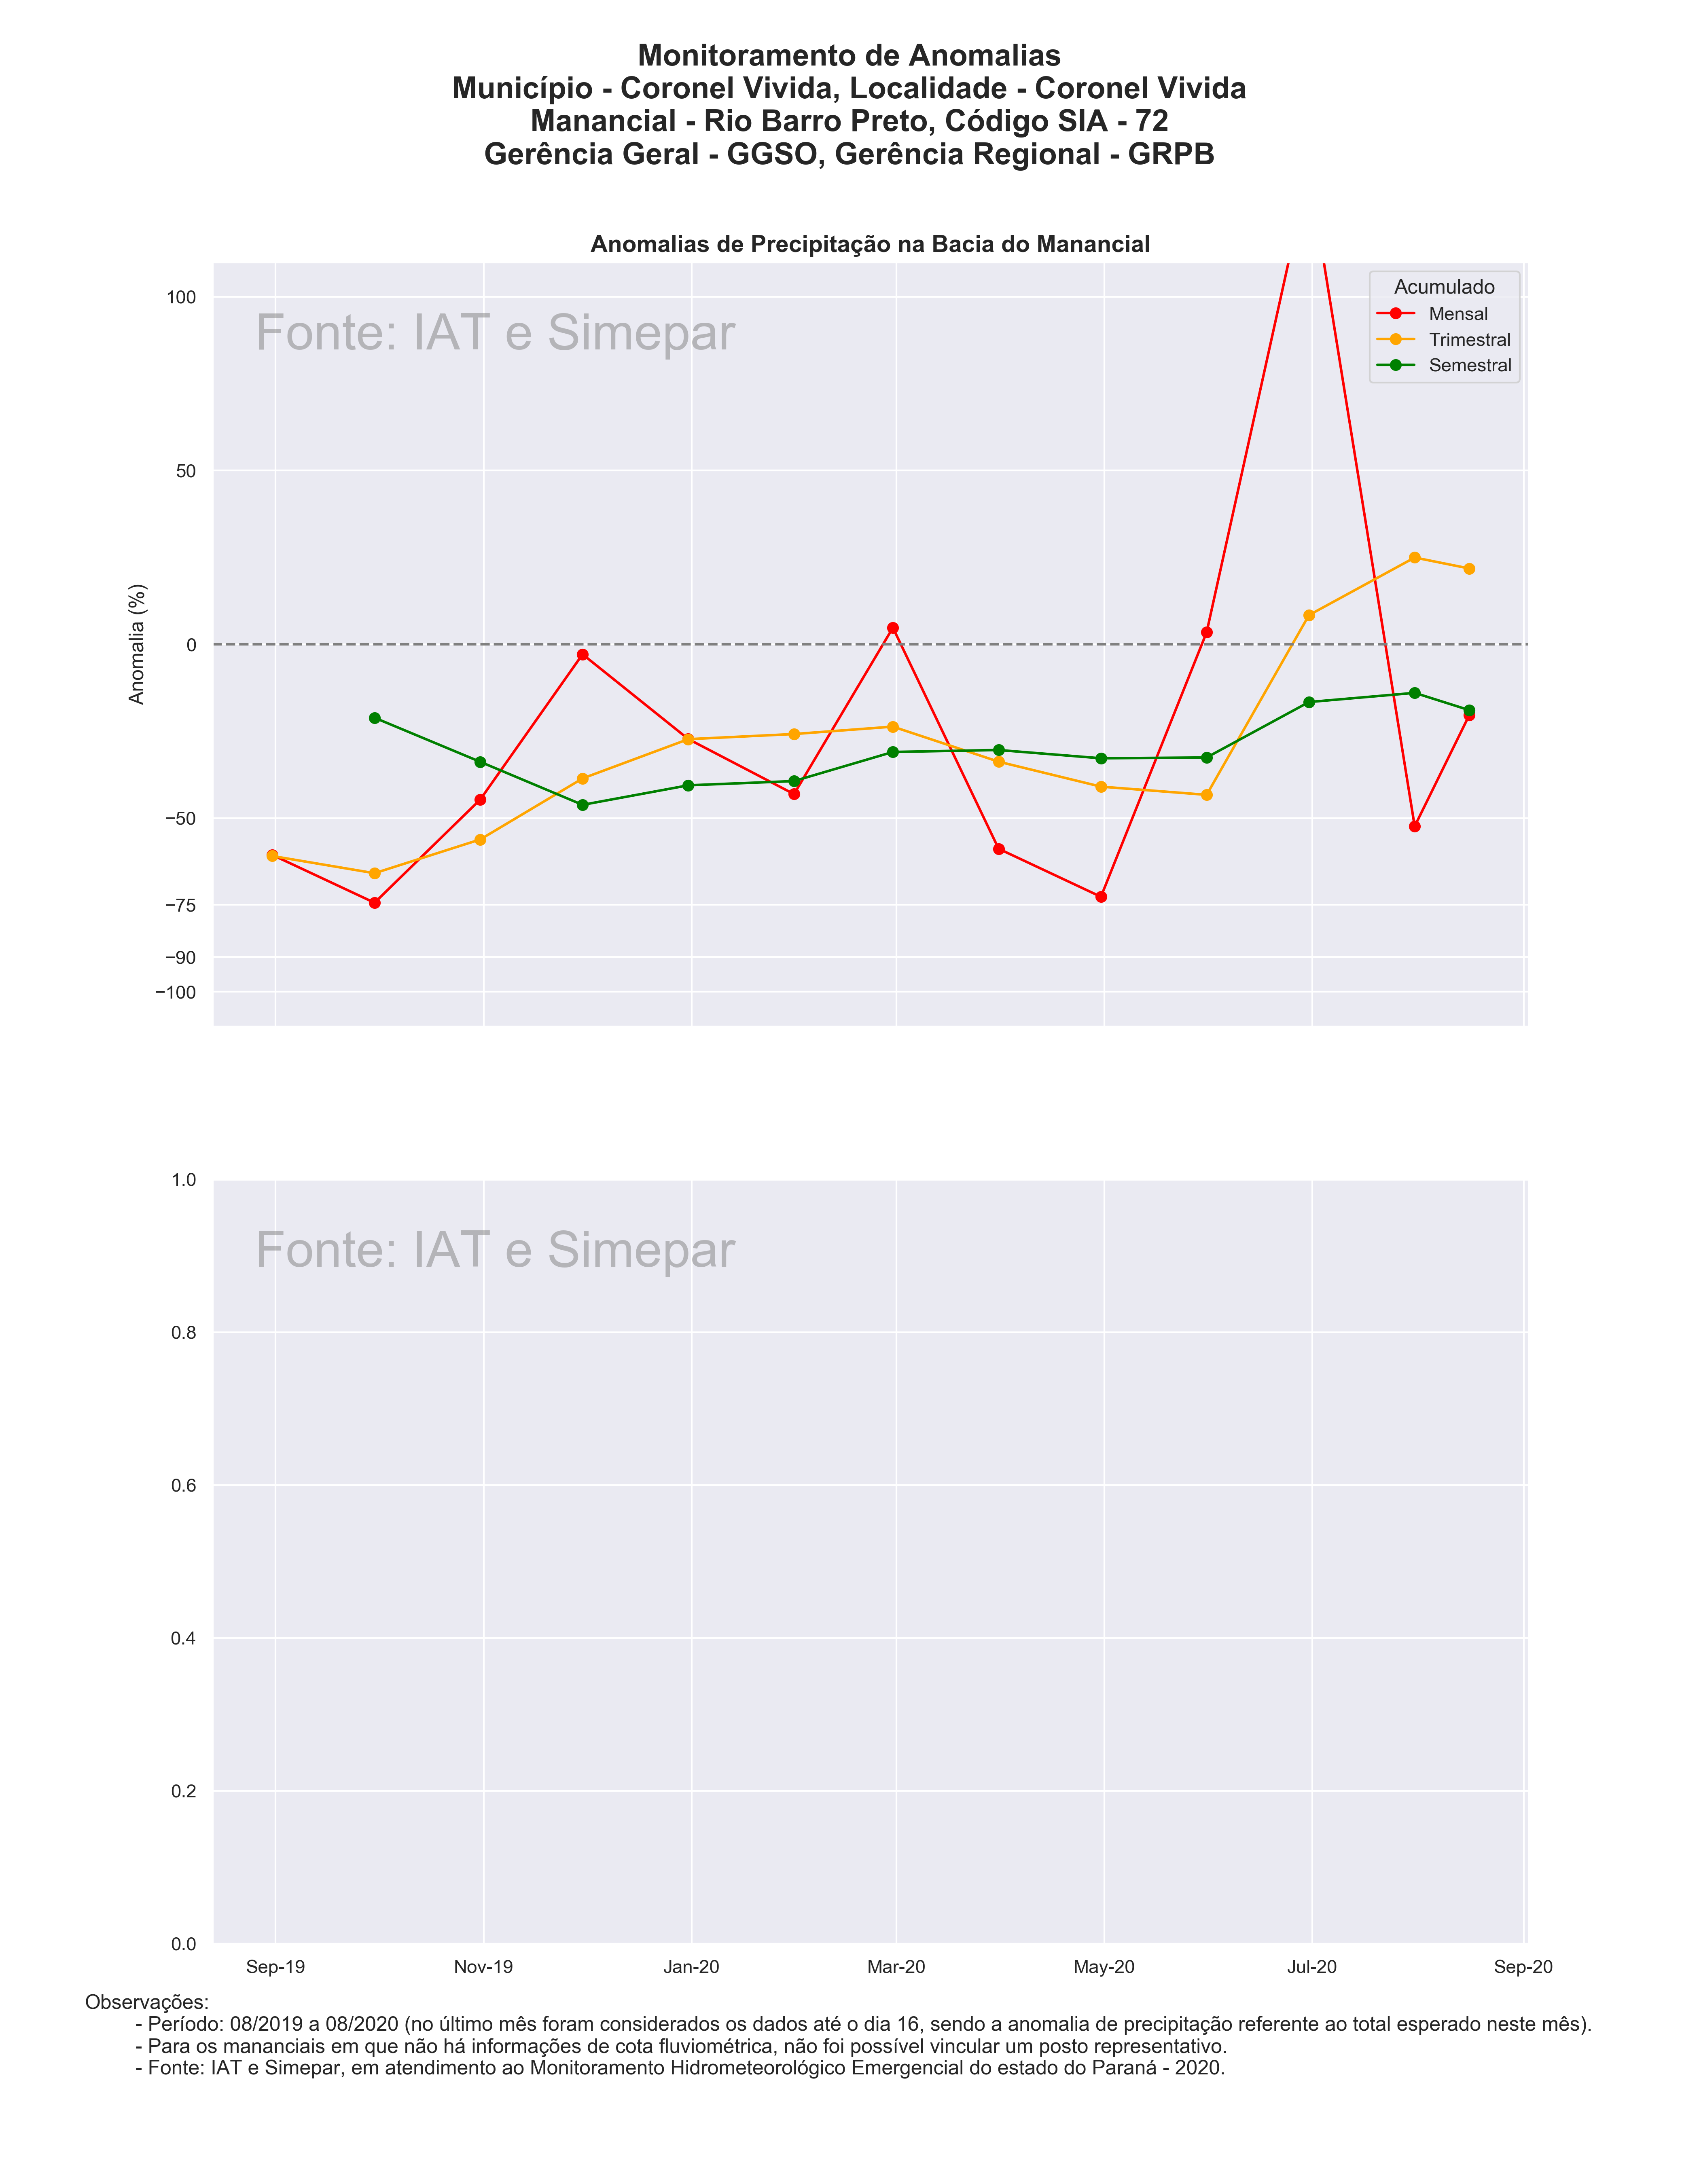 Monitoramento de Anomalias
Município - Coronel Vivida, Localidade - Coronel Vivida
Manancial - Rio Barro Preto, Código SIA - 72
Gerência Geral - GGSO, Gerência Regional - GRPB
Anomalias de Precipitação na Bacia do Manancial
Fonte: IAT e Simepar
Acumulado
Mensal
Trimestral
Semestral
Anomalia (%)
100
50
0
−50
−75
−90
−100
Fonte: IAT e Simepar
1.0
0.8
0.6
0.4
0.2
0.0
Sep-19 Nov-19 Jan-20 Mar-20 May-20 Jul-20 Sep-20
Observações:
- Período: 08/2019 a 08/2020 (no último mês foram considerados os dados até o dia 16, sendo a anomalia de precipitação referente ao total esperado neste mês).
- Para os mananciais em que não há informações de cota fluviométrica, não foi possível vincular um posto representativo.
- Fonte: IAT e Simepar, em atendimento ao Monitoramento Hidrometeorológico Emergencial do estado do Paraná - 2020.